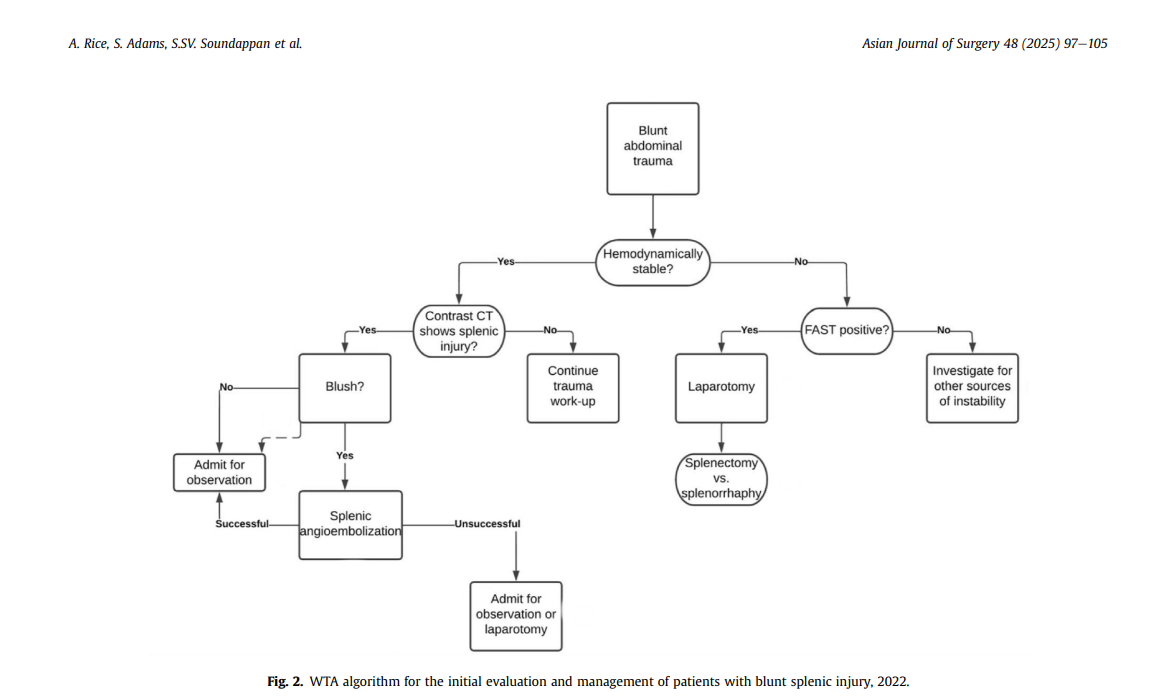 A. Rice, S. Adams, S.SV. Soundappan et al.
Asian Journal of Surgery 48 (2025) 97–105
Blunt
abdominal
trauma
Hemodynamically
stable?
Yes
No
Contrast CT
shows splenic
injury?
FAST positive?
Yes
No
Yes
No
Blush?
Continue
trauma
work-up
Laparotomy
Investigate for
other sources
of instability
No
Yes
Admit for
observation
Splenectomy
vs.
splenorrhaphy
Splenic
angioembolization
Successful
Unsuccessful
Admit for
observation or
laparotomy
Fig. 2. WTA algorithm for the initial evaluation and management of patients with blunt splenic injury, 2022.